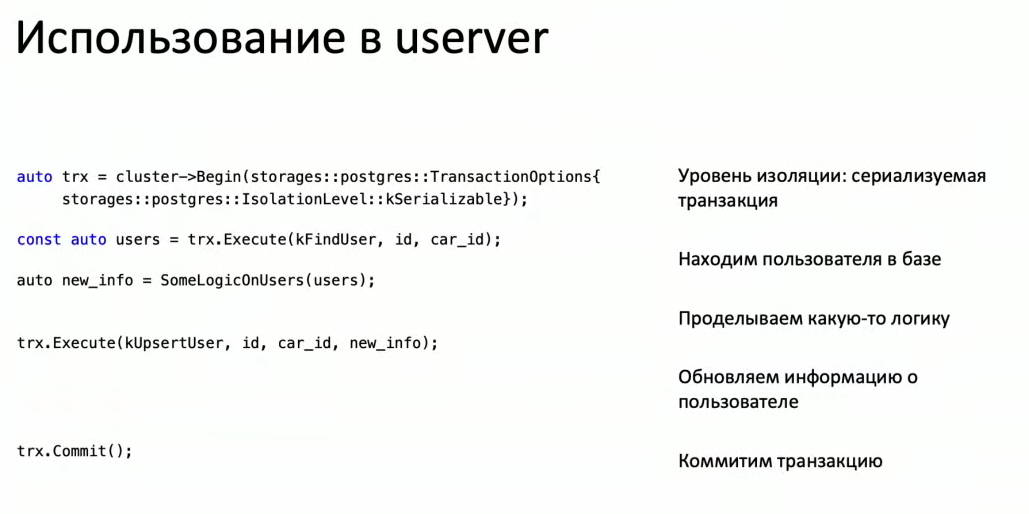 Использование в userver
auto trx = cluster->Begin(storages::postgres::TransactionOptions{
storages::postgres::IsolationLevel::kSerializable});
const auto users = trx.Execute(kFindUser, id, car_id);
auto new_info = SomeLogicOnUsers(users);
trx.Execute(kUpsertUser, id, car_id, new_info);
trx.Commit();
Уровень изоляции: сериализуемая
транзакция
Находим пользователя в базе
Проделываем какую-то логику
Обновляем информацию о
пользователе
Коммитим транзакцию